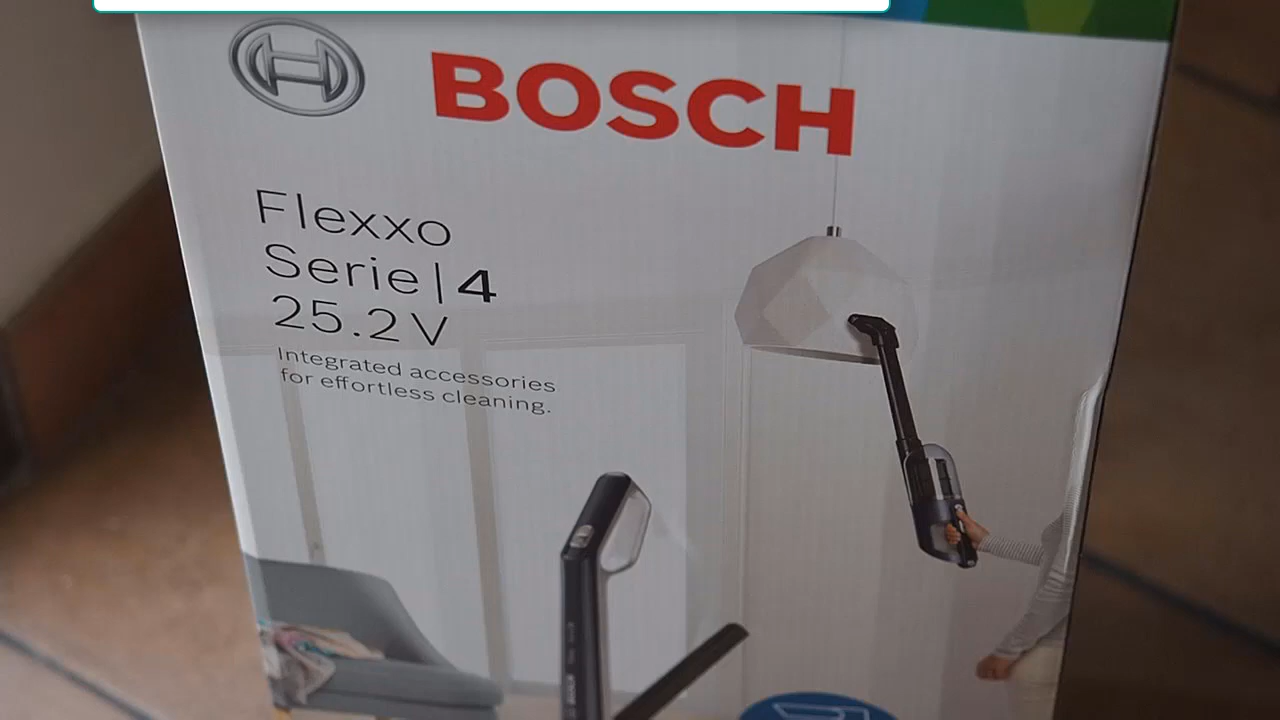 BOSCH
Flexxo
Serie|4
25.2V
Integrated accessories
for effortless cleaning.